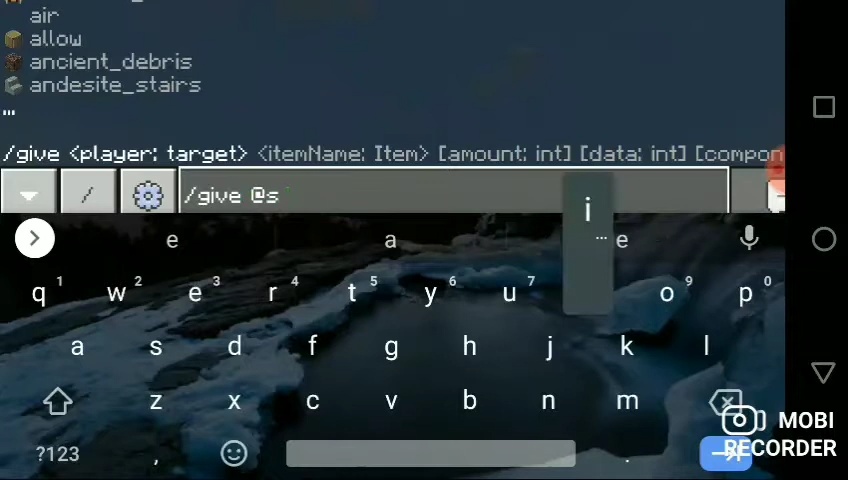 air
allow
ancient_debris
andesite_stairs
...
/give <player: target> <itemName: Item> [amount: int] [data: int] [compon
/ /give @s
i
e a ... e
q 1 w 2 e 3 r 4 t 5 y 6 u 7 o 9 p 0
a s d f g h j k l
z x c v b n m
MOBI
?123 , . RECORDER